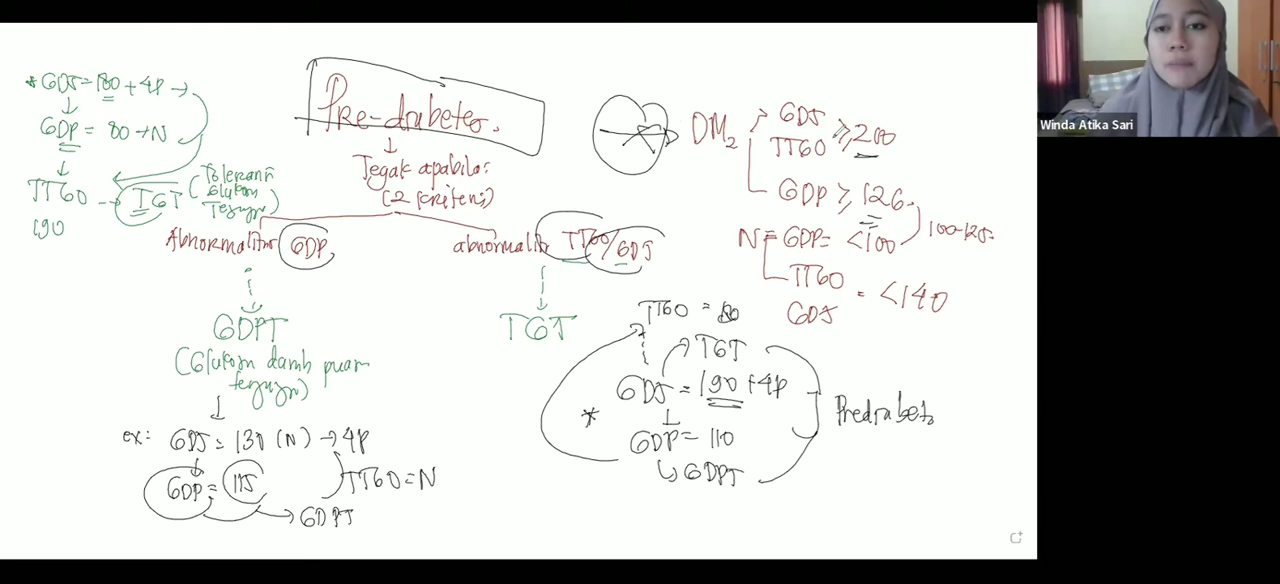 * GDS = 180 + 4P →
↓
GDP = 80 → N
↓
TTGO → TGT (Toleransi
Glukosa
Terganggu)
190
Pre-diabetes.
↓
Tegak apabila:
(2 kriteria)
Abnormalitas GDP
GDPT
(Glukosa darah puasa
terganggu)
↓
ex: GDS = 130 (N) → 4P
↓
GDP = 115
TTGO = N
→ GDPT
abnormalitas TTGO/GDS
TGT
DM2
GDS
TTGO ≥ 200
GDP ≥ 126
N = GDP = <100
100-125
TTGO
GDS = <140
TTGO = 180
TGT
* GDS = 190 + 4P
↓
GDP = 110
↳ GDPT
Prediabetes
Winda Atika Sari